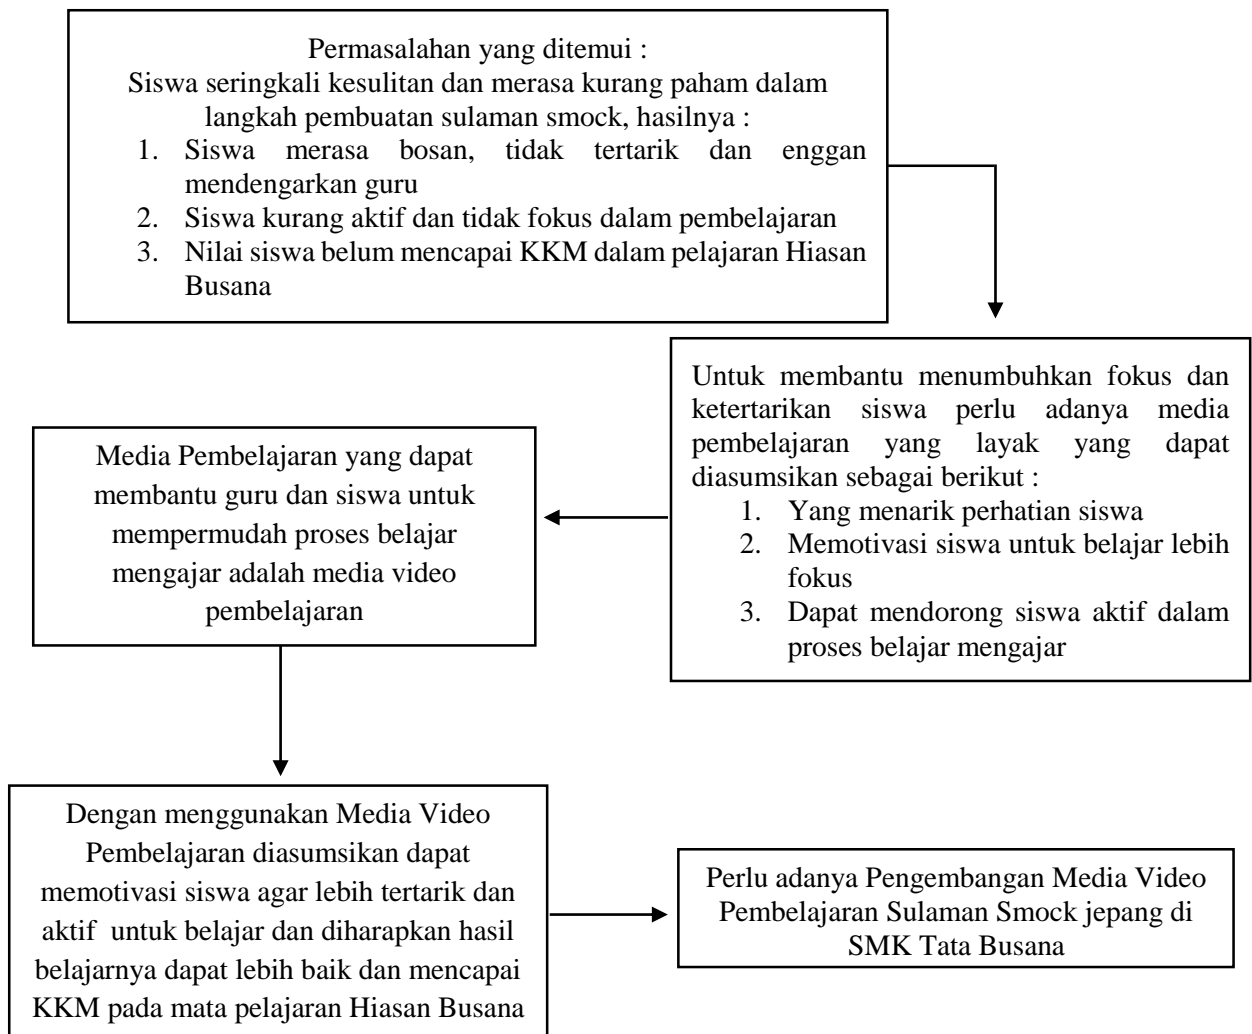 Permasalahan yang ditemui :
Siswa seringkali kesulitan dan merasa kurang paham dalam
langkah pembuatan sulaman smock, hasilnya :
1. Siswa merasa bosan, tidak tertarik dan enggan
mendengarkan guru
2. Siswa kurang aktif dan tidak fokus dalam pembelajaran
3. Nilai siswa belum mencapai KKM dalam pelajaran Hiasan
Busana
Untuk membantu menumbuhkan fokus dan
ketertarikan siswa perlu adanya media
pembelajaran yang layak yang dapat
diasumsikan sebagai berikut :
1. Yang menarik perhatian siswa
2. Memotivasi siswa untuk belajar lebih
fokus
3. Dapat mendorong siswa aktif dalam
proses belajar mengajar
Media Pembelajaran yang dapat
membantu guru dan siswa untuk
mempermudah proses belajar
mengajar adalah media video
pembelajaran
Dengan menggunakan Media Video
Pembelajaran diasumsikan dapat
memotivasi siswa agar lebih tertarik dan
aktif untuk belajar dan diharapkan hasil
belajarnya dapat lebih baik dan mencapai
KKM pada mata pelajaran Hiasan Busana
Perlu adanya Pengembangan Media Video
Pembelajaran Sulaman Smock jepang di
SMK Tata Busana